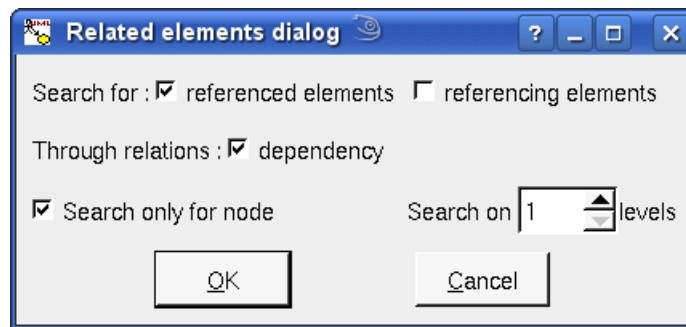 Related elements dialog
Search for : referenced elements referencing elements
Through relations : dependency
Search only for node Search on 1 levels
OK Cancel